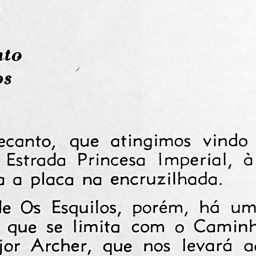 nto
os
ecanto, que atingimos vindo
Estrada Princesa Imperial, à
a a placa na encruzilhada.
de Os Esquilos, porém, há um
que se limita com o Caminh
jor Archer, que nos levará a